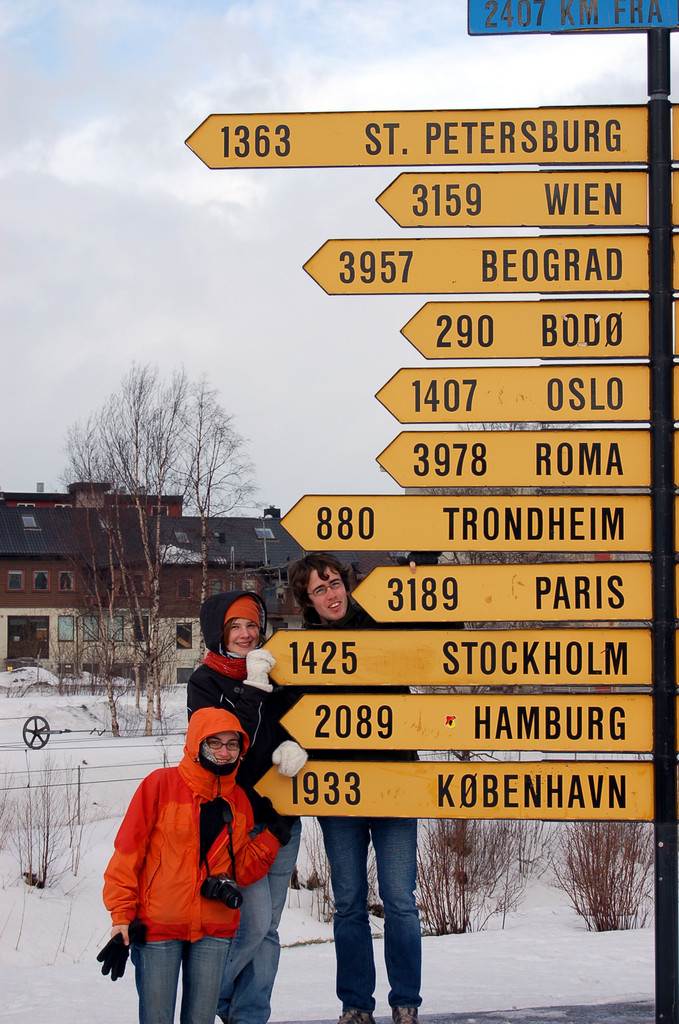 2407 KM FRA
1363 ST. PETERSBURG
3159 WIEN
3957 BEOGRAD
290 BODØ
1407 OSLO
3978 ROMA
880 TRONDHEIM
3189 PARIS
1425 STOCKHOLM
2089 HAMBURG
1933 KØBENHAVN